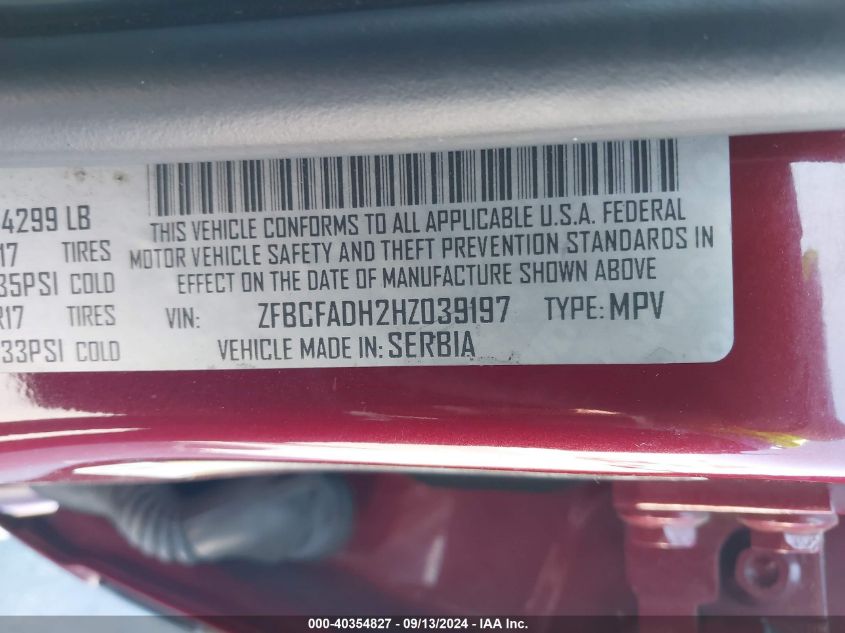 4299 LB
17 TIRES
35PSI COLD
R17 TIRES
33PSI COLD
THIS VEHICLE CONFORMS TO ALL APPLICABLE U.S.A. FEDERAL
MOTOR VEHICLE SAFETY AND THEFT PREVENTION STANDARDS IN
EFFECT ON THE DATE OF MANUFACTURE SHOWN ABOVE
VIN: ZFBCFADH2HZ039197 TYPE: MPV
VEHICLE MADE IN: SERBIA
000-40354827 - 09/13/2024 - IAA Inc.